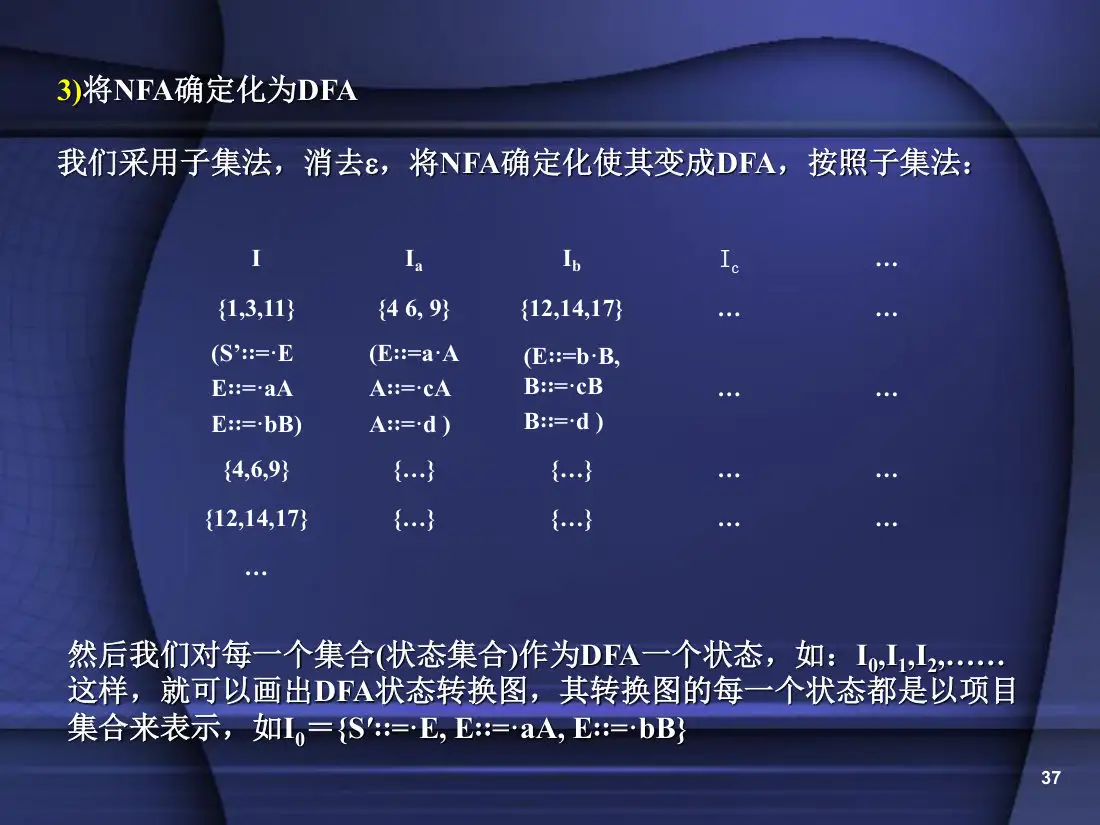 3)将NFA确定化为DFA
我们采用子集法，消去ε，将NFA确定化使其变成DFA，按照子集法：
I Ia Ib Ic …
{1,3,11} {4 6, 9} {12,14,17} … …
(S’::=·E (E::=a·A (E::=b·B,
E::=·aA A::=·cA B::=·cB … …
E::=·bB) A::=·d ) B::=·d )
{4,6,9} {…} {…} … …
{12,14,17} {…} {…} … …
…
然后我们对每一个集合(状态集合)作为DFA一个状态，如：I0,I1,I2,……
这样，就可以画出DFA状态转换图，其转换图的每一个状态都是以项目
集合来表示，如I0＝{S′::=·E, E::=·aA, E::=·bB}
37